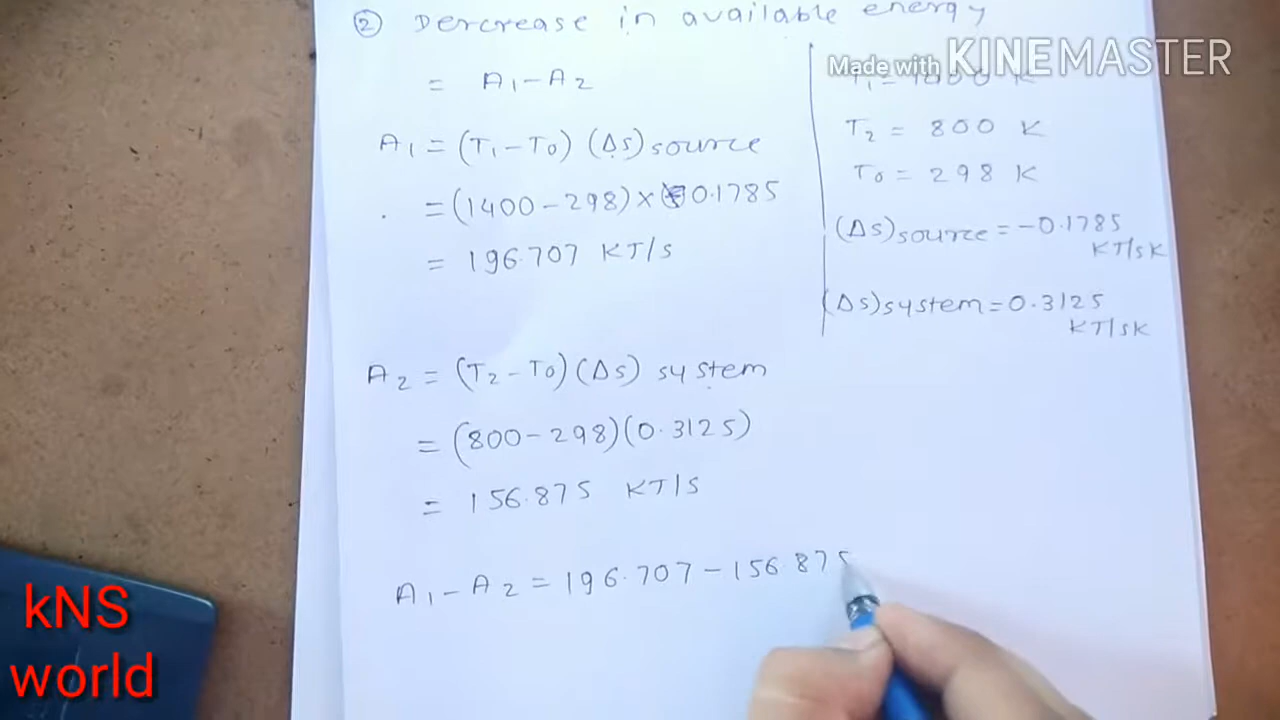 ② Dercrease in available energy
= A1-A2
A1 = (T1-T0) (Δs) source
= (1400-298) × 0.1785
= 196.707 KJ/s
Made with KINEMASTER
T2 = 800 K
T0 = 298 K
(Δs) source = -0.1785
KJ/sK
(Δs) system = 0.3125
KJ/sK
A2 = (T2-T0) (Δs) system
= (800-298) (0.3125)
= 156.875 KJ/s
A1-A2 = 196.707-156.875
kNS
world